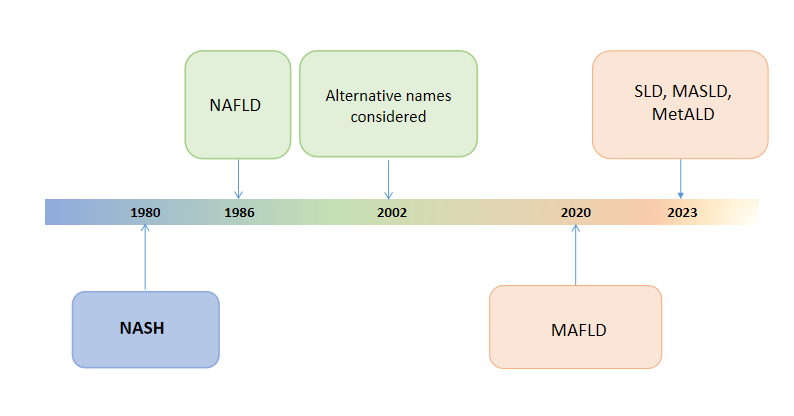 NAFLD
Alternative names
considered
SLD, MASLD,
MetALD
1980
1986
2002
2020
2023
NASH
MAFLD